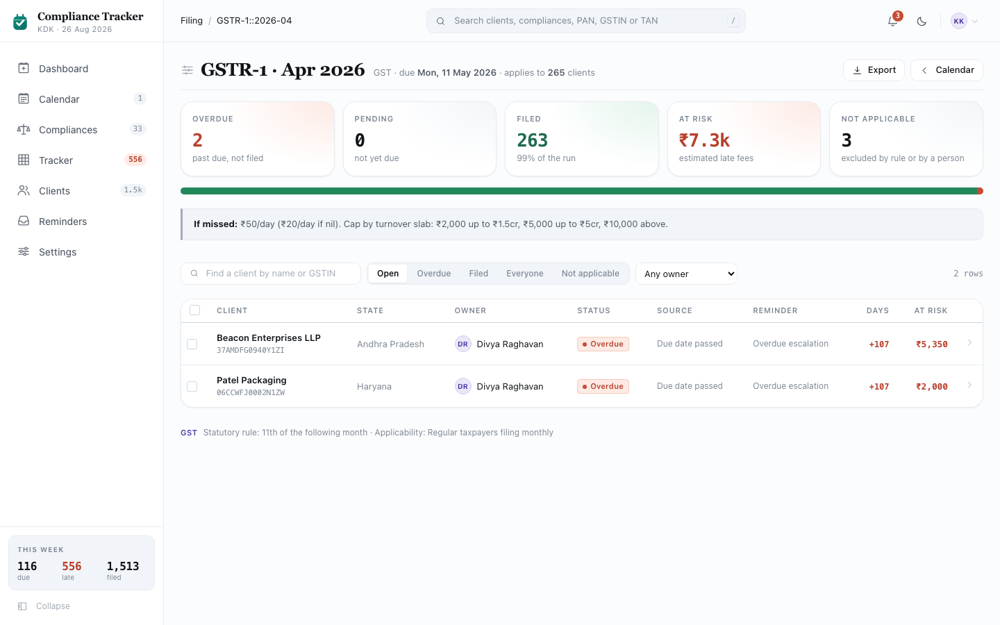 Compliance Tracker
KDK · 26 Aug 2026
Filing / GSTR-1::2026-04
Search clients, compliances, PAN, GSTIN or TAN /
3
KK
Dashboard
Calendar 1
Compliances 33
Tracker 556
Clients 1.5k
Reminders
Settings
GSTR-1 · Apr 2026 GST · due Mon, 11 May 2026 · applies to 265 clients
Export
Calendar
OVERDUE
2
past due, not filed
PENDING
0
not yet due
FILED
263
99% of the run
AT RISK
₹7.3k
estimated late fees
NOT APPLICABLE
3
excluded by rule or by a person
If missed: ₹50/day (₹20/day if nil). Cap by turnover slab: ₹2,000 up to ₹1.5cr, ₹5,000 up to ₹5cr, ₹10,000 above.
Find a client by name or GSTIN
Open Overdue Filed Everyone Not applicable
Any owner
2 rows
CLIENT STATE OWNER STATUS SOURCE REMINDER DAYS AT RISK
Beacon Enterprises LLP
37AMDFG0940Y1ZI
Andhra Pradesh DR Divya Raghavan Overdue Due date passed Overdue escalation +107 ₹5,350
Patel Packaging
06CCWFJ0002N1ZW
Haryana DR Divya Raghavan Overdue Due date passed Overdue escalation +107 ₹2,000
GST Statutory rule: 11th of the following month · Applicability: Regular taxpayers filing monthly
THIS WEEK
116 556 1,513
due late filed
Collapse